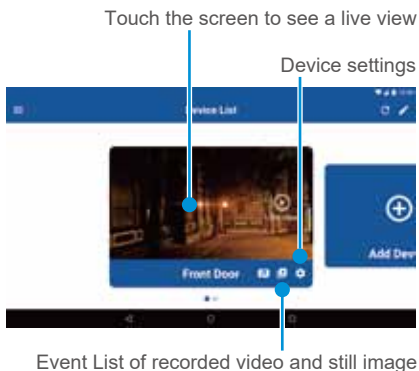 Touch the screen to see a live view
Device settings
Device List
Front Door
Add Dev
Event List of recorded video and still image